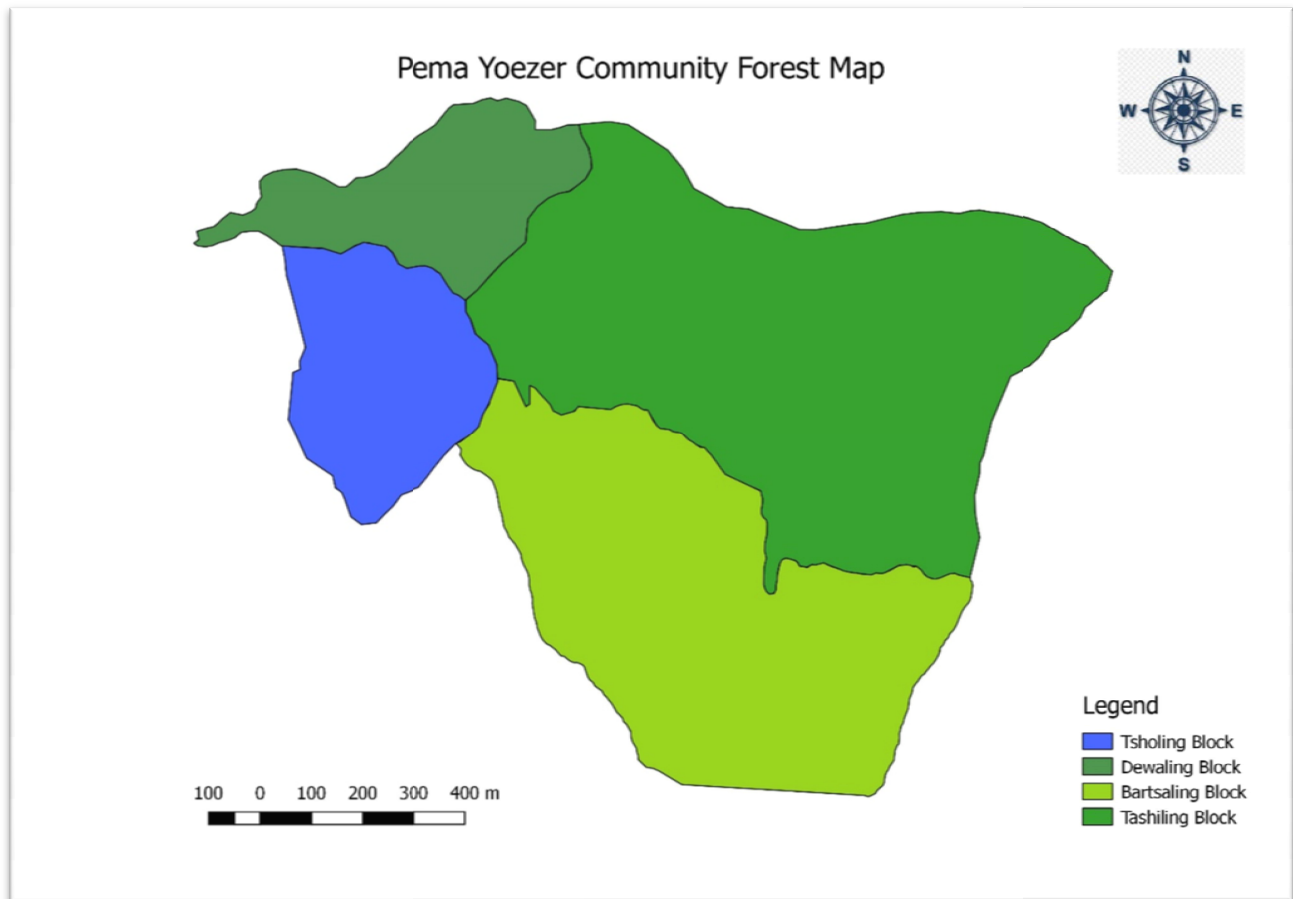 Pema Yoezer Community Forest Map
N
W E
S
Legend
Tsholing Block
Dewaling Block
Bartsaling Block
Tashiling Block
100 0 100 200 300 400 m